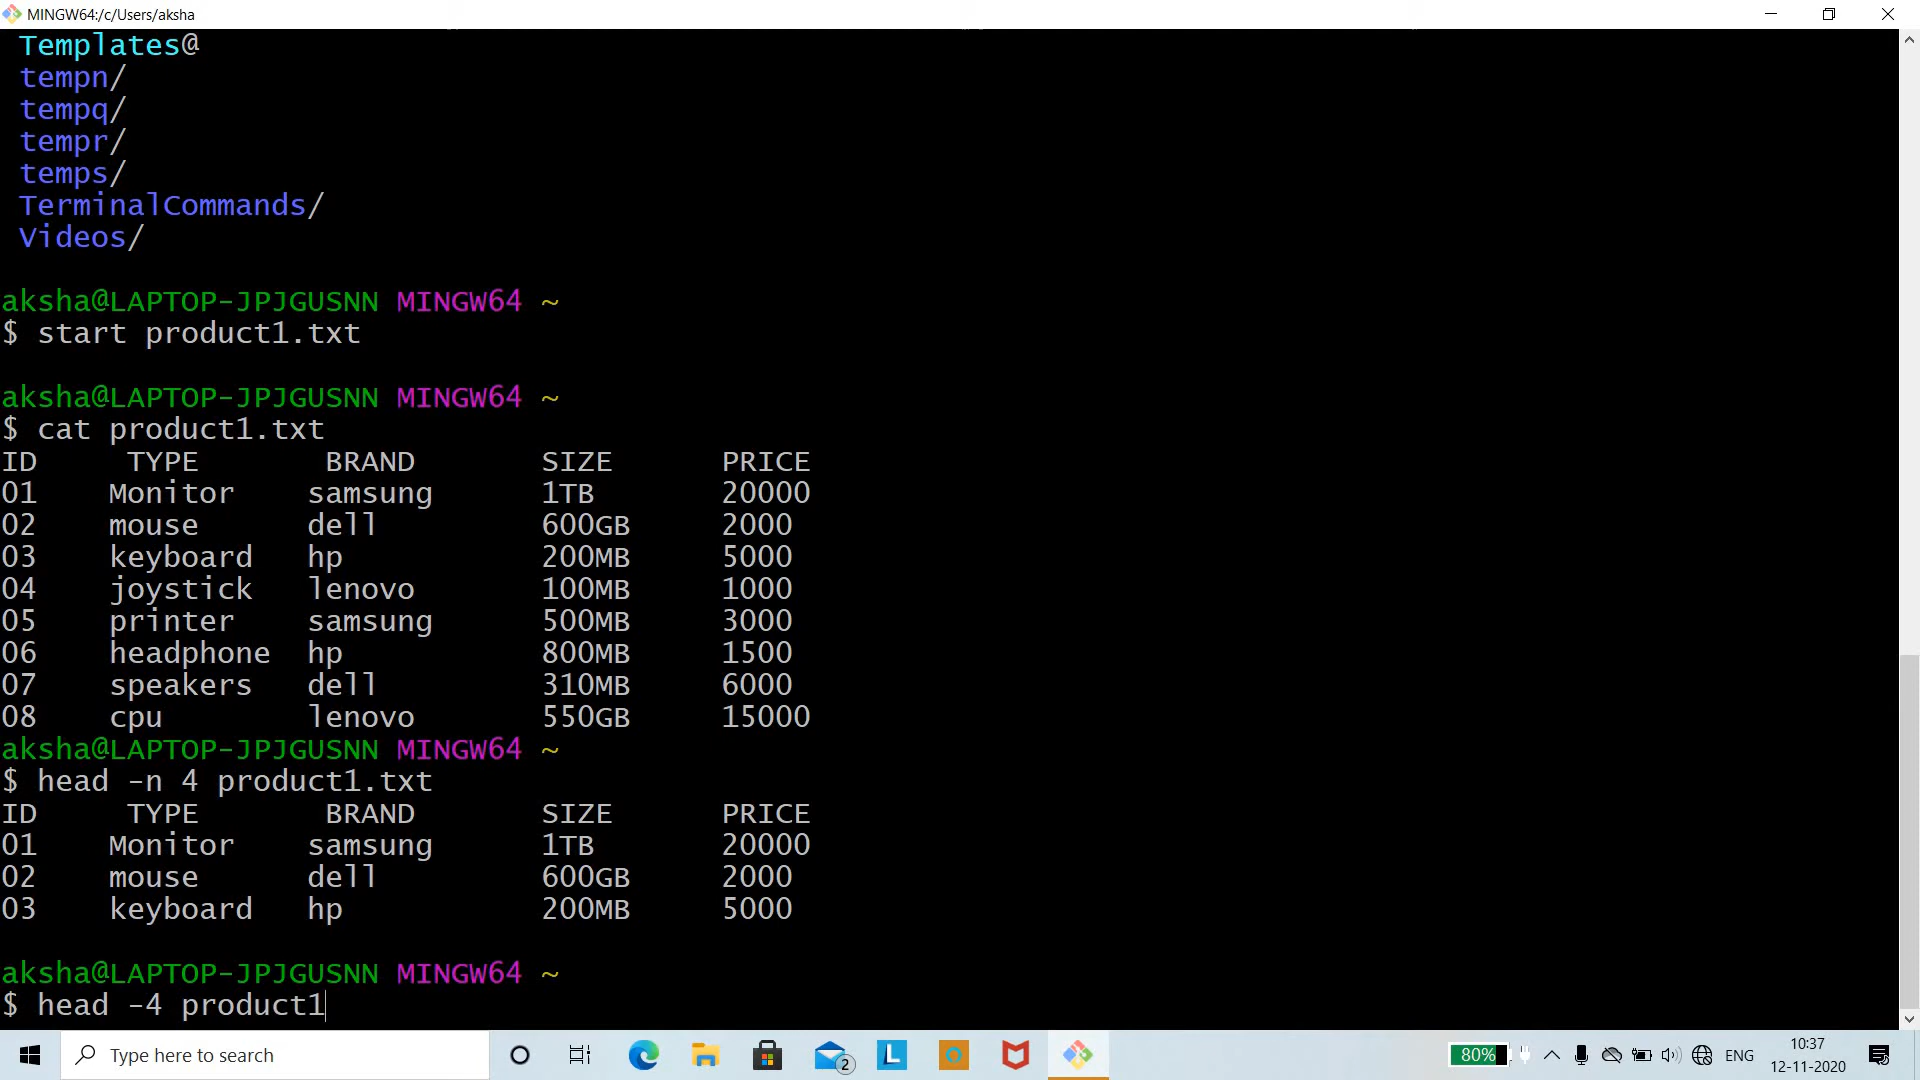 MINGW64:/c/Users/aksha
Templates@
tempn/
tempq/
tempr/
temps/
TerminalCommands/
Videos/
aksha@LAPTOP-JPJGUSNN MINGW64 ~
$ start product1.txt
aksha@LAPTOP-JPJGUSNN MINGW64 ~
$ cat product1.txt
ID TYPE BRAND SIZE PRICE
01 Monitor samsung 1TB 20000
02 mouse dell 600GB 2000
03 keyboard hp 200MB 5000
04 joystick lenovo 100MB 1000
05 printer samsung 500MB 3000
06 headphone hp 800MB 1500
07 speakers dell 310MB 6000
08 cpu lenovo 550GB 15000
aksha@LAPTOP-JPJGUSNN MINGW64 ~
$ head -n 4 product1.txt
ID TYPE BRAND SIZE PRICE
01 Monitor samsung 1TB 20000
02 mouse dell 600GB 2000
03 keyboard hp 200MB 5000
aksha@LAPTOP-JPJGUSNN MINGW64 ~
$ head -4 product1
Type here to search
2
L
80%
ENG
10:37
12-11-2020